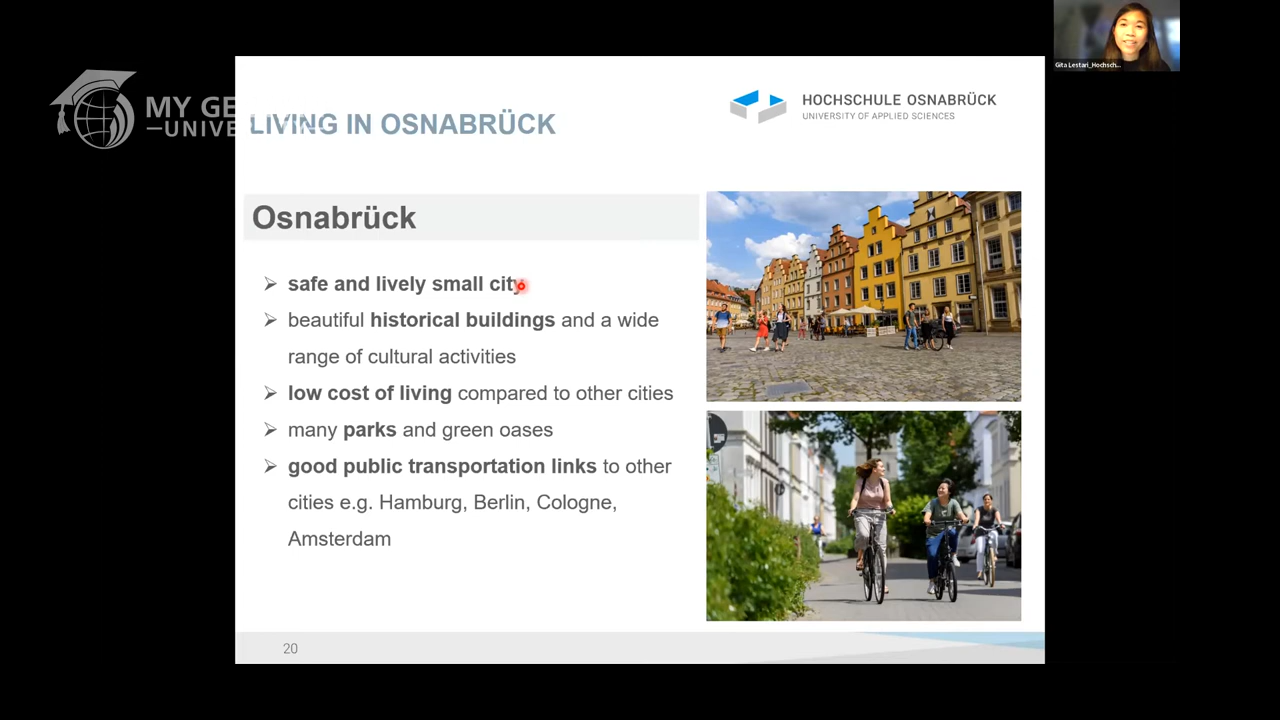 Gita Lestari_Hochsch...
MY GE
UNIVE
LIVING IN OSNABRÜCK
HOCHSCHULE OSNABRÜCK
UNIVERSITY OF APPLIED SCIENCES
Osnabrück
safe and lively small city
beautiful historical buildings and a wide
range of cultural activities
low cost of living compared to other cities
many parks and green oases
good public transportation links to other
cities e.g. Hamburg, Berlin, Cologne,
Amsterdam
20